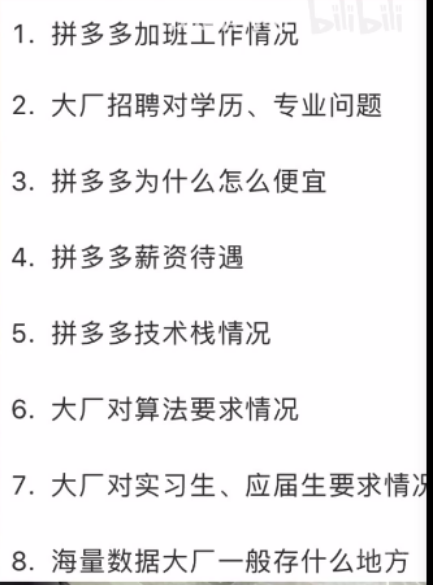 bilibili
1. 拼多多加班工作情况
2. 大厂招聘对学历、专业问题
3. 拼多多为什么怎么便宜
4. 拼多多薪资待遇
5. 拼多多技术栈情况
6. 大厂对算法要求情况
7. 大厂对实习生、应届生要求情况
8. 海量数据大厂一般存什么地方